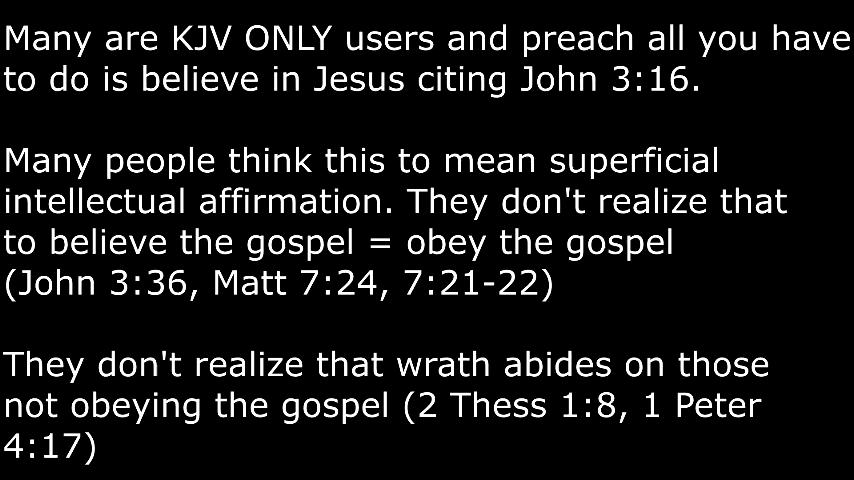 Many are KJV ONLY users and preach all you have
to do is believe in Jesus citing John 3:16.
Many people think this to mean superficial
intellectual affirmation. They don't realize that
to believe the gospel = obey the gospel
(John 3:36, Matt 7:24, 7:21-22)
They don't realize that wrath abides on those
not obeying the gospel (2 Thess 1:8, 1 Peter
4:17)